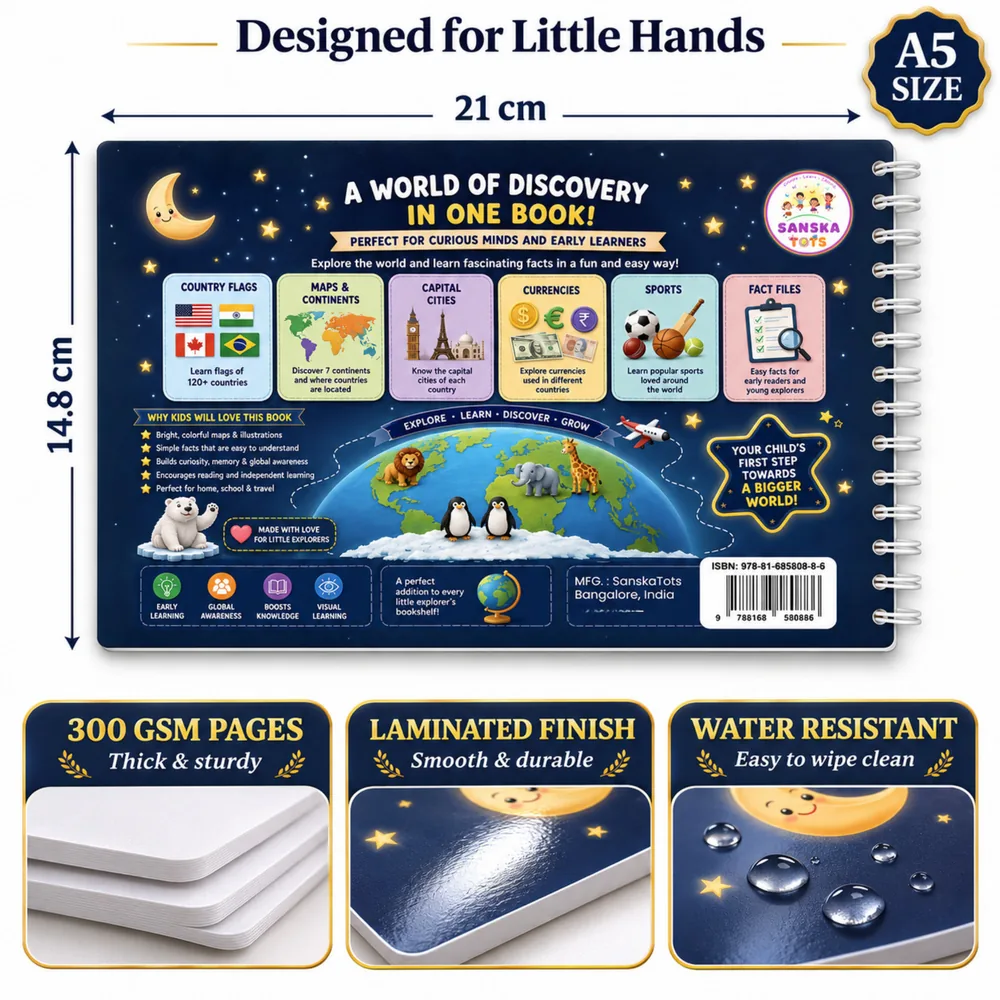 Designed for Little Hands
A5
SIZE
21 cm
14.8 cm
A WORLD OF DISCOVERY
IN ONE BOOK!
PERFECT FOR CURIOUS MINDS AND EARLY LEARNERS
Explore the world and learn fascinating facts in a fun and easy way!
SANSKA
TOTS
COUNTRY FLAGS
Learn flags of
120+ countries
MAPS &
CONTINENTS
Discover 7 continents
and where countries
are located
CAPITAL
CITIES
Know the capital
cities of each
country
CURRENCIES
Explore currencies
used in different
countries
SPORTS
Learn popular sports
loved around
the world
FACT FILES
Easy facts for
early readers and
young explorers
WHY KIDS WILL LOVE THIS BOOK
Bright, colorful maps & illustrations
Simple facts that are easy to understand
Builds curiosity, memory & global awareness
Encourages reading and independent learning
Perfect for home, school & travel
EXPLORE · LEARN · DISCOVER · GROW
YOUR CHILD'S
FIRST STEP
TOWARDS
A BIGGER
WORLD!
MADE WITH LOVE
FOR LITTLE EXPLORERS
EARLY
LEARNING
GLOBAL
AWARENESS
BOOSTS
KNOWLEDGE
VISUAL
LEARNING
A perfect
addition to every
little explorer's
bookshelf!
MFG. : SanskaTots
Bangalore, India
ISBN: 978-81-685808-8-6
9 788168 580886
300 GSM PAGES
Thick & sturdy
LAMINATED FINISH
Smooth & durable
WATER RESISTANT
Easy to wipe clean